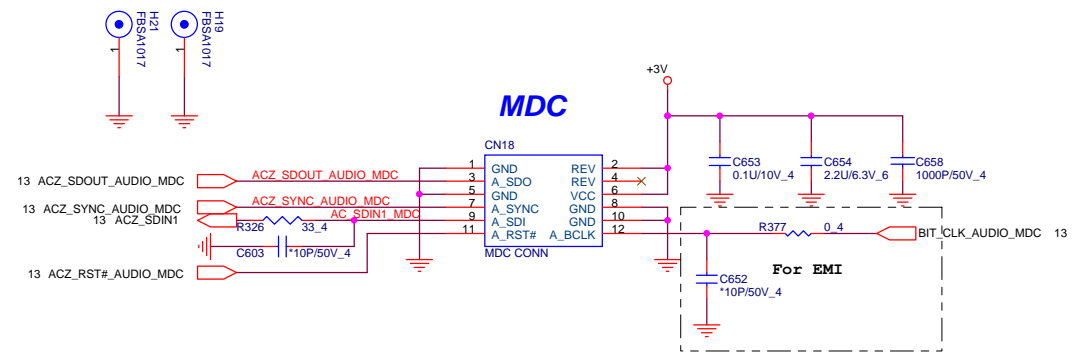 H21
FBSA1017
1
H19
FBSA1017
1
MDC
+3V
CN18
1 GND REV 2
3 A_SDO REV 4
5 GND VCC 6
7 A_SYNC GND 8
9 A_SDI GND 10
11 A_RST# A_BCLK 12
MDC CONN
13 ACZ_SDOUT_AUDIO_MDC
ACZ_SDOUT_AUDIO_MDC
13 ACZ_SYNC_AUDIO_MDC
ACZ_SYNC_AUDIO_MDC
13 ACZ_SDIN1
AC_SDIN1_MDC
R326 33_4
C603 *10P/50V_4
13 ACZ_RST#_AUDIO_MDC
C653
0.1U/10V_4
C654
2.2U/6.3V_6
C658
1000P/50V_4
R377 0_4
BIT_CLK_AUDIO_MDC 13
For EMI
C652
*10P/50V_4